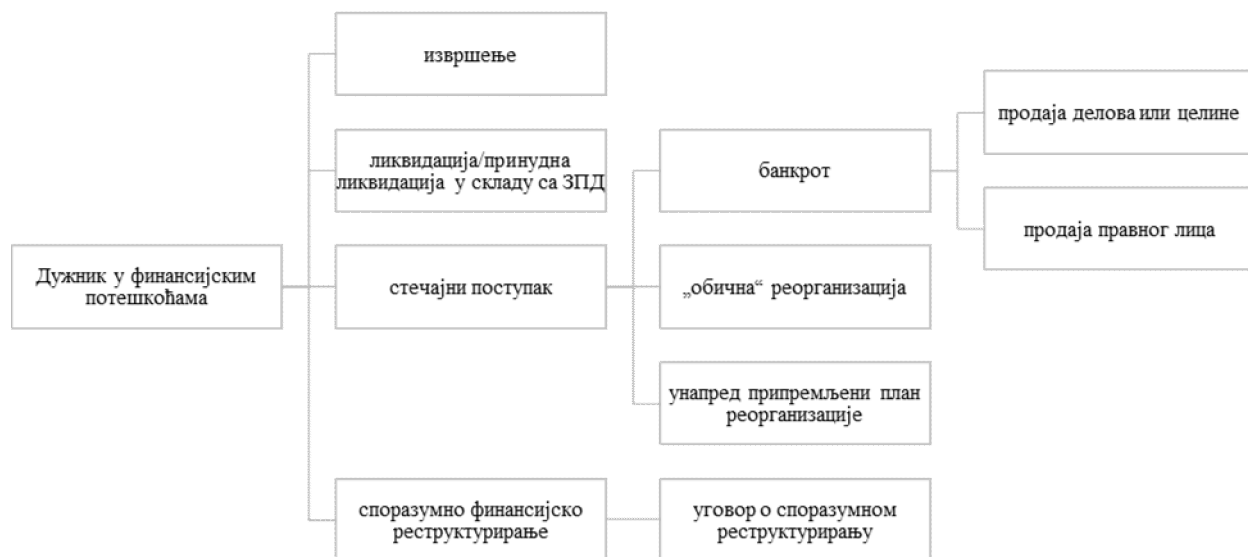 Дужник у финансијским
потешкоћама
извршење
ликвидација/принудна
ликвидација у складу са ЗПД
стечајни поступак
споразумно финансијско
реструктурирање
банкрот
„обична“ реорганизација
унапред припремљени план
реорганизације
уговор о споразумном
реструктурирању
продаја делова или целине
продаја правног лица